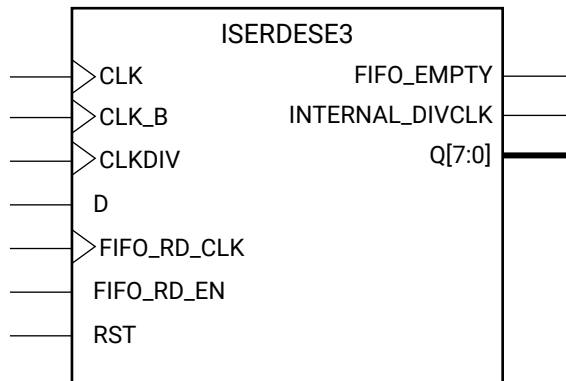 ISERDESE3
CLK
FIFO_EMPTY
CLK_B
INTERNAL_DIVCLK
CLKDIV
Q[7:0]
D
FIFO_RD_CLK
FIFO_RD_EN
RST